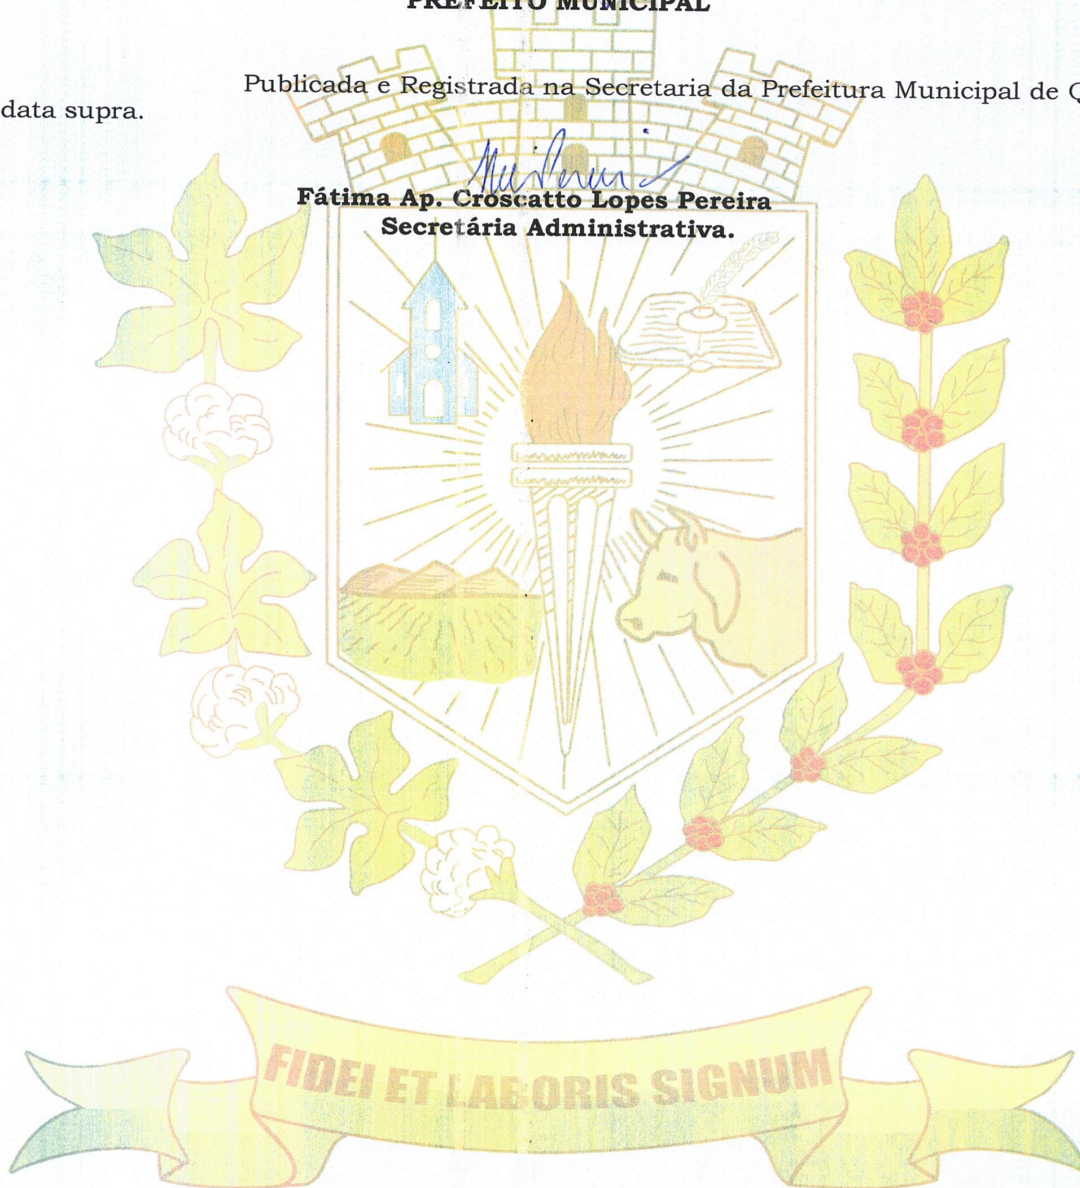 PREFEITO MUNICIPAL
Publicada e Registrada na Secretaria da Prefeitura Municipal de
data supra.
Fátima Ap. Croscatto Lopes Pereira
Secretária Administrativa.
FIDEI ET LABORIS SIGNUM